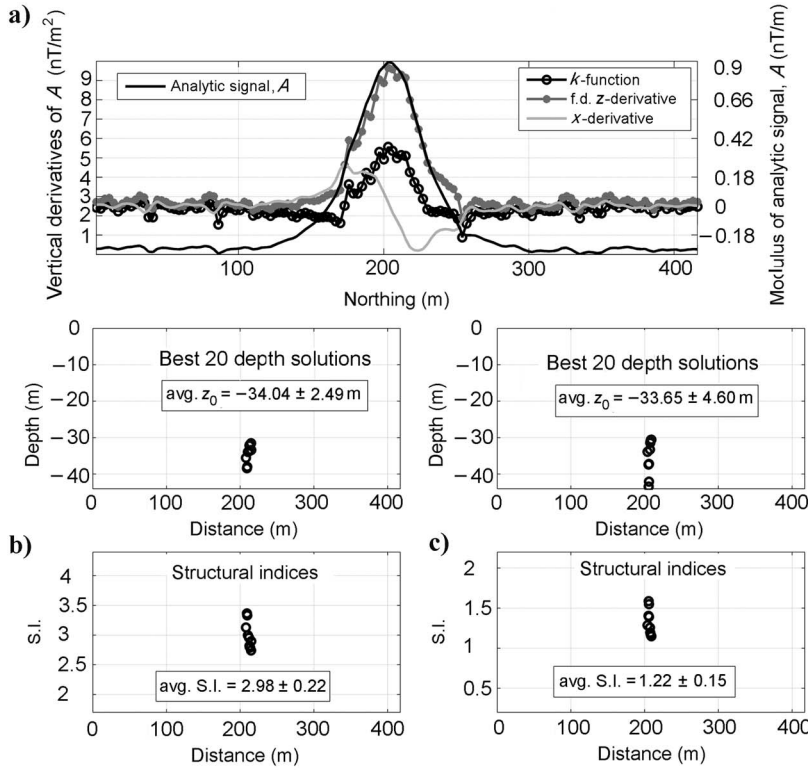 a)
Vertical derivatives of A (nT/m²)
9
8
7
6
5
4
3
2
1
Analytic signal, A
k-function
f.d. z-derivative
x-derivative
0.9
0.66
0.42
0.18
0
−0.18
Modulus of analytic signal, A (nT/m)
100
200
300
400
Northing (m)
0
−10
−20
−30
−40
Depth (m)
Best 20 depth solutions
avg. z0 = −34.04 ± 2.49 m
0
100
200
300
400
Distance (m)
0
−10
−20
−30
−40
Depth (m)
Best 20 depth solutions
avg. z0 = −33.65 ± 4.60 m
0
100
200
300
400
Distance (m)
b)
4
3.5
3
2.5
2
S.I.
Structural indices
avg. S.I. = 2.98 ± 0.22
0
100
200
300
400
Distance (m)
c)
2
1.5
1
0.5
S.I.
Structural indices
avg. S.I. = 1.22 ± 0.15
0
100
200
300
400
Distance (m)